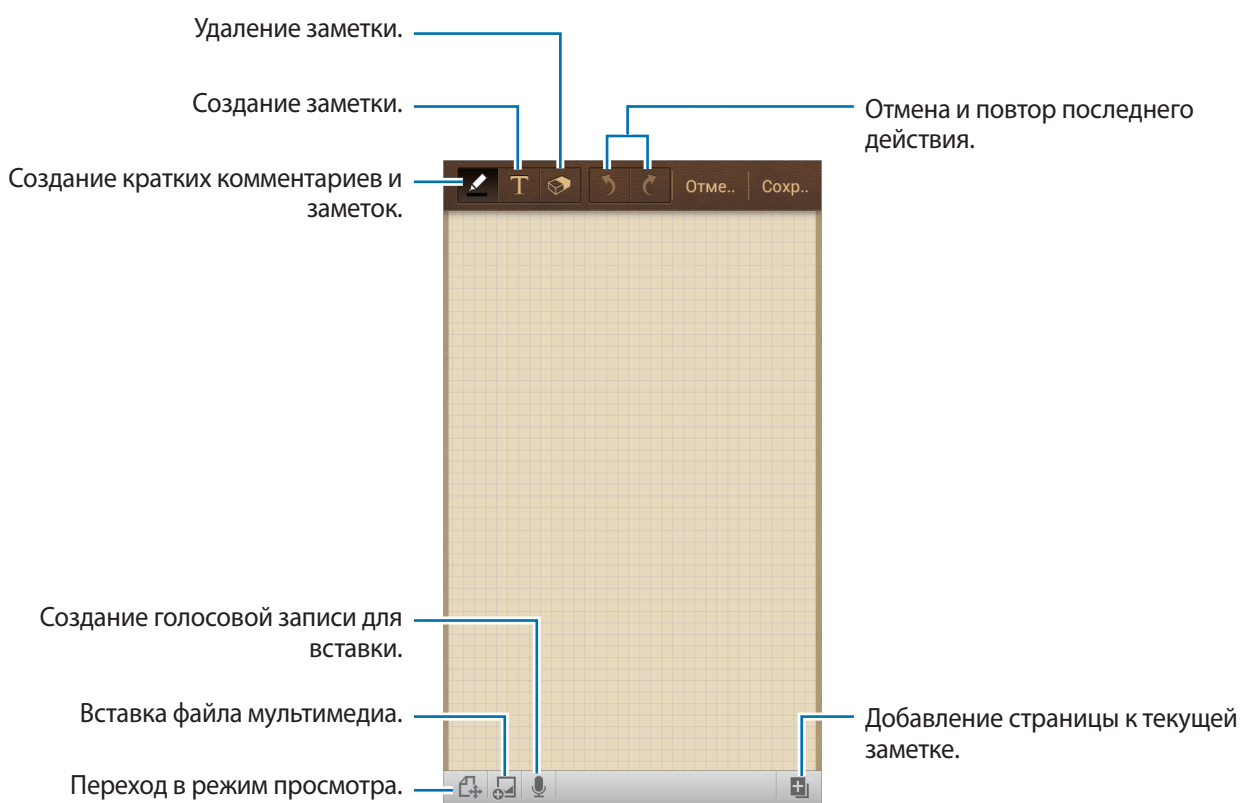 Удаление заметки.
Создание заметки.
Отмена и повтор последнего
действия.
Создание кратких комментариев и
заметок.
T
Отме..
Сохр..
Создание голосовой записи для
вставки.
Вставка файла мультимедиа.
Добавление страницы к текущей
заметке.
Переход в режим просмотра.